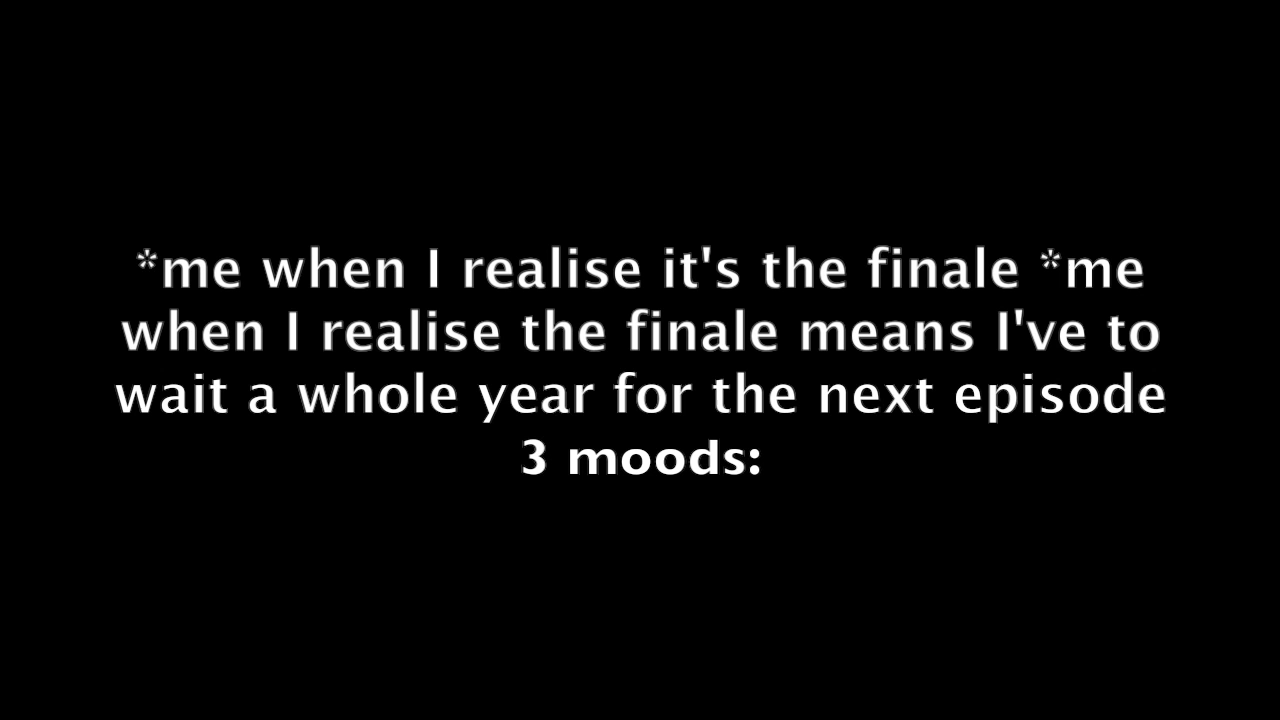 *me when I realise it's the finale *me
when I realise the finale means I've to
wait a whole year for the next episode
3 moods: